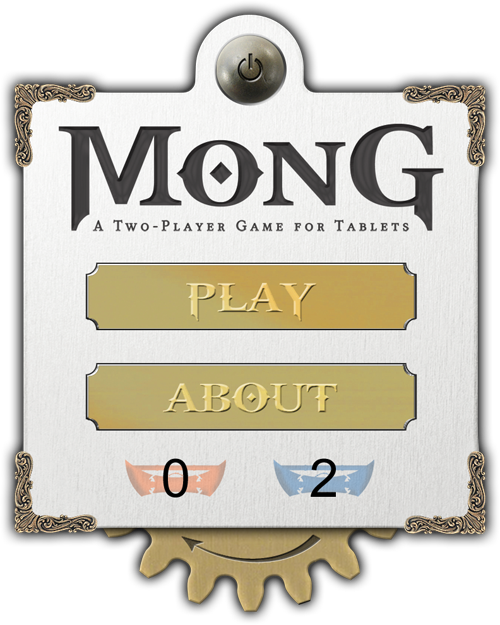 MONG
A TWO-PLAYER GAME FOR TABLETS
PLAY
ABOUT
0 2